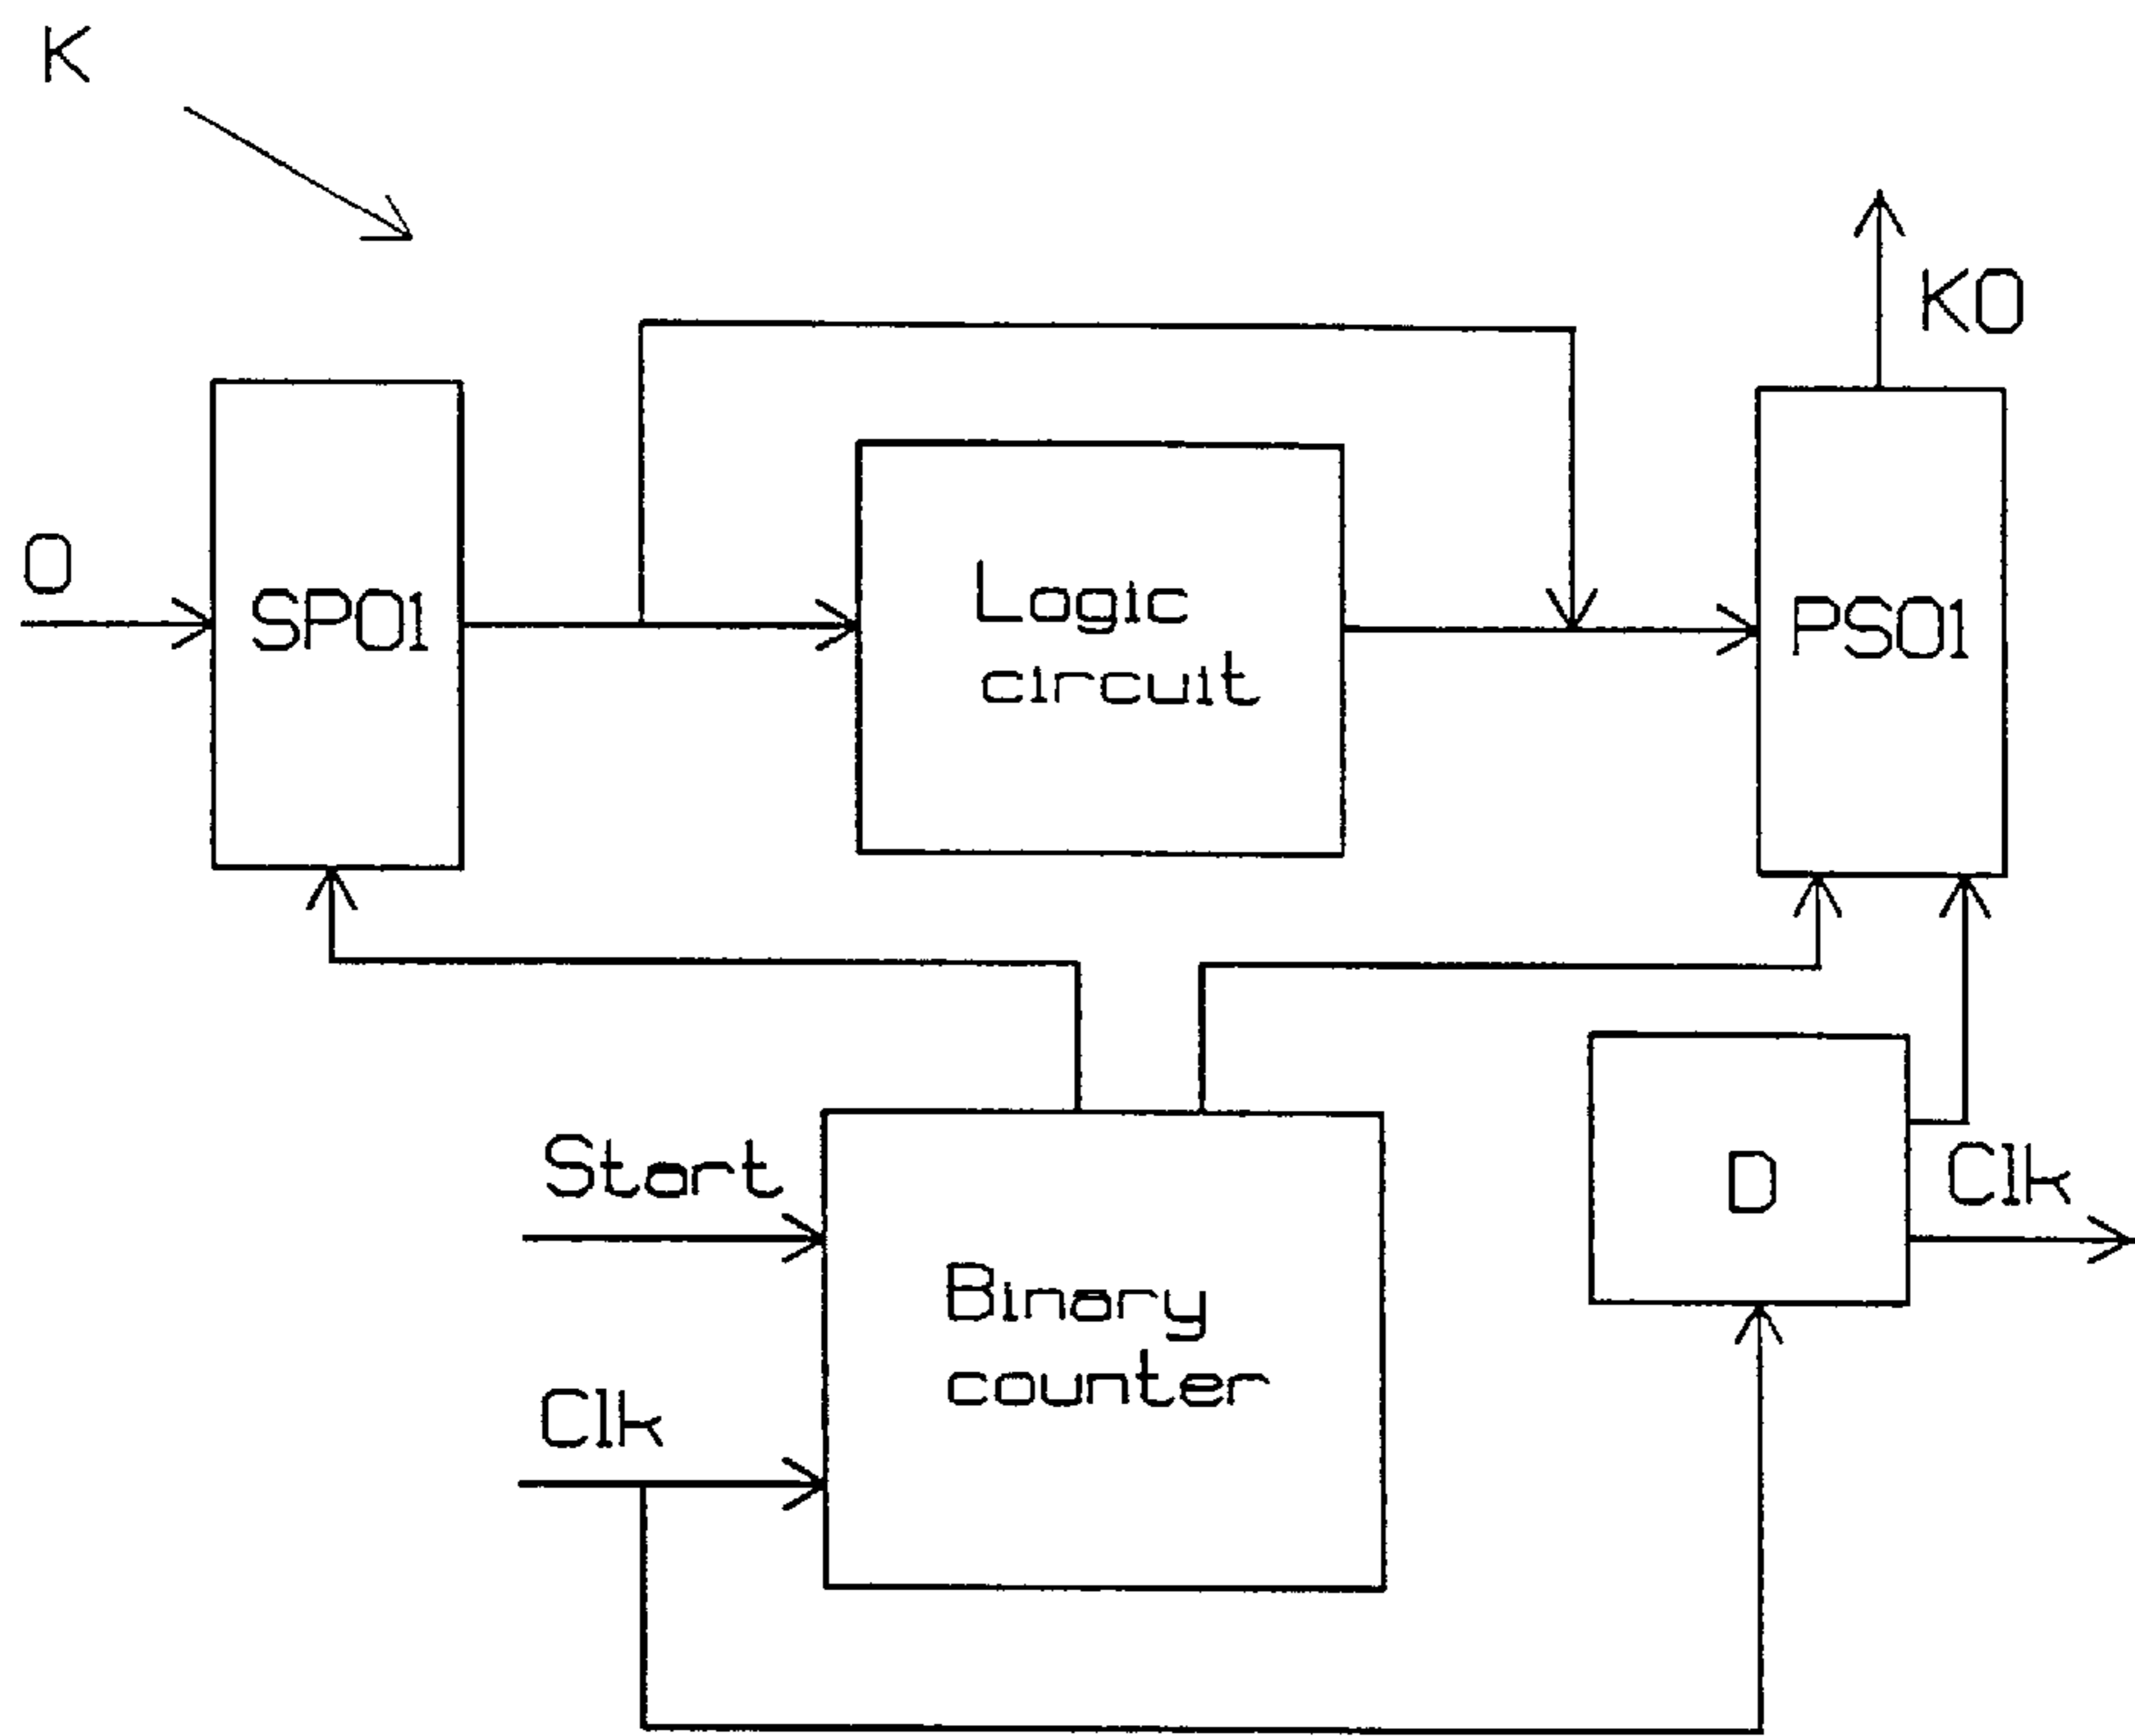 K
KO
O
SPO1
Logic
circuit
PSO1
Start
D
Clk
Binary
counter
Clk